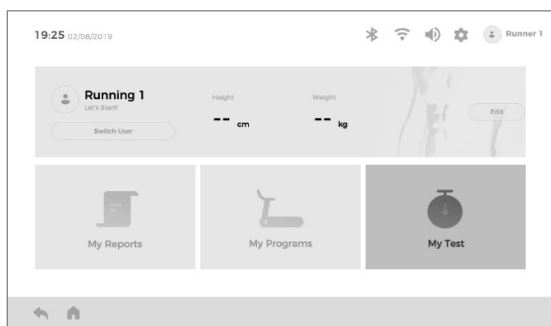 19:25 02/08/2019
Runner 1
Running 1
Let's Start!
Switch User
Height
-- cm
Weight
-- kg
Edit
My Reports
My Programs
My Test